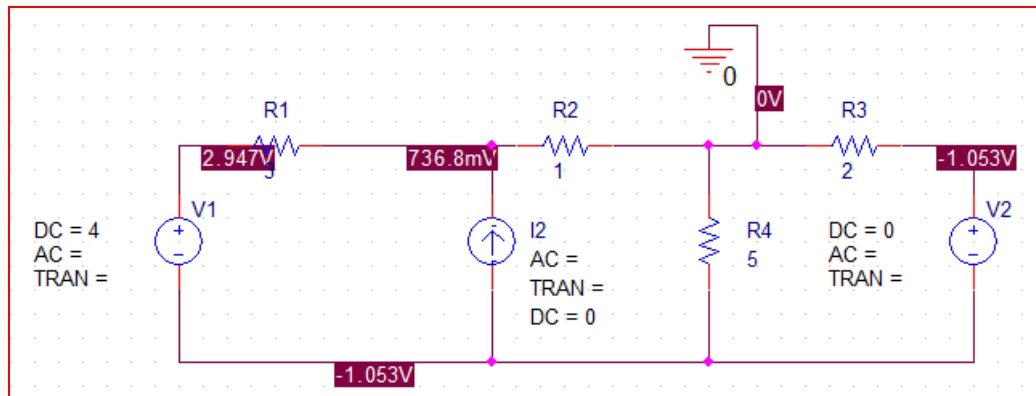 0
0V
R1
R2
R3
2.947V
736.8mV
-1.053V
1
2
V1
DC = 4
AC =
TRAN =
I2
AC =
TRAN =
DC = 0
R4
5
DC = 0
AC =
TRAN =
V2
-1.053V